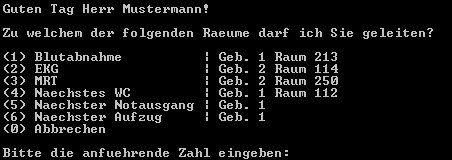 Guten Tag Herr Mustermann!
Zu welchem der folgenden Raeume darf ich Sie geleiten?
(1) Blutabnahme ¦ Geb. 1 Raum 213
(2) EKG ¦ Geb. 2 Raum 114
(3) MRT ¦ Geb. 2 Raum 250
(4) Naechstes WC ¦ Geb. 1 Raum 112
(5) Naechster Notausgang ¦ Geb. 1
(6) Naechster Aufzug ¦ Geb. 1
(0) Abbrechen
Bitte die anfuehrende Zahl eingeben: